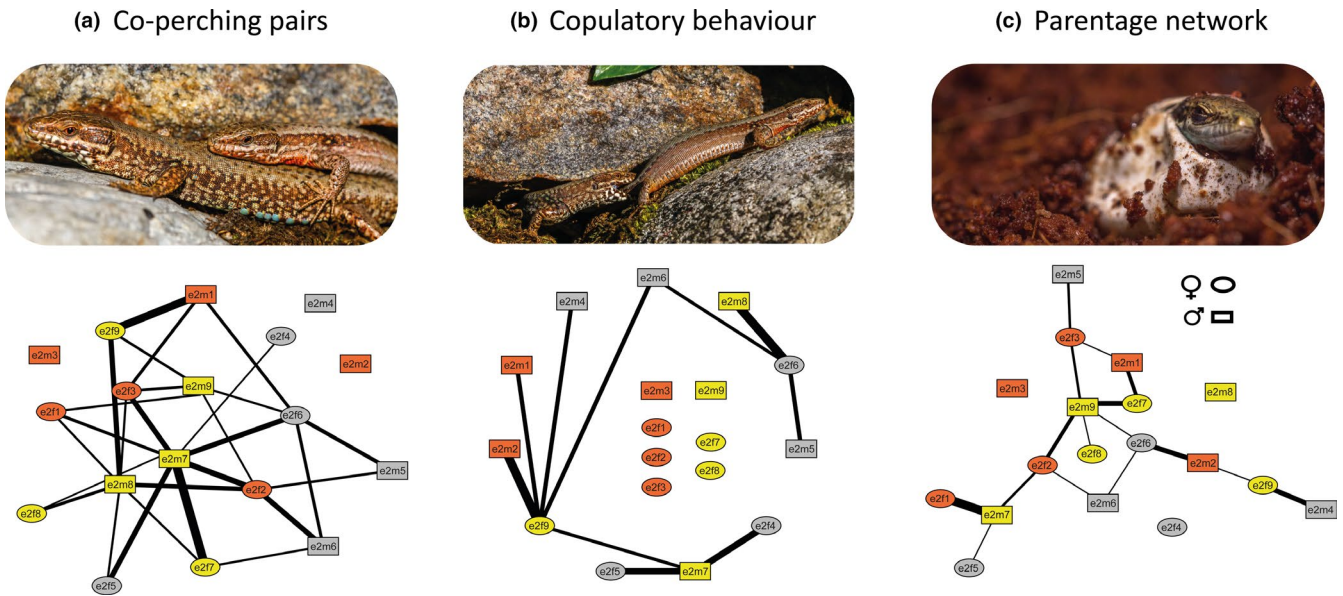 (a) Co-perching pairs
(b) Copulatory behaviour
(c) Parentage network
e2m1
e2m4
e2f9
e2f4
e2m3
e2m2
e2f3
e2m9
e2f1
e2f6
e2m7
e2m5
e2m8
e2f2
e2f8
e2m6
e2f7
e2f5
e2m6
e2m4
e2m8
e2m1
e2f6
e2m3
e2m9
e2f1
e2f7
e2m2
e2m5
e2f2
e2f8
e2f3
e2f9
e2f4
e2f5
e2m7
e2m5
♀
♂
e2f3
e2m1
e2m3
e2m8
e2m9
e2f7
e2f6
e2f8
e2f2
e2m2
e2f9
e2f1
e2m6
e2m4
e2m7
e2f4
e2f5